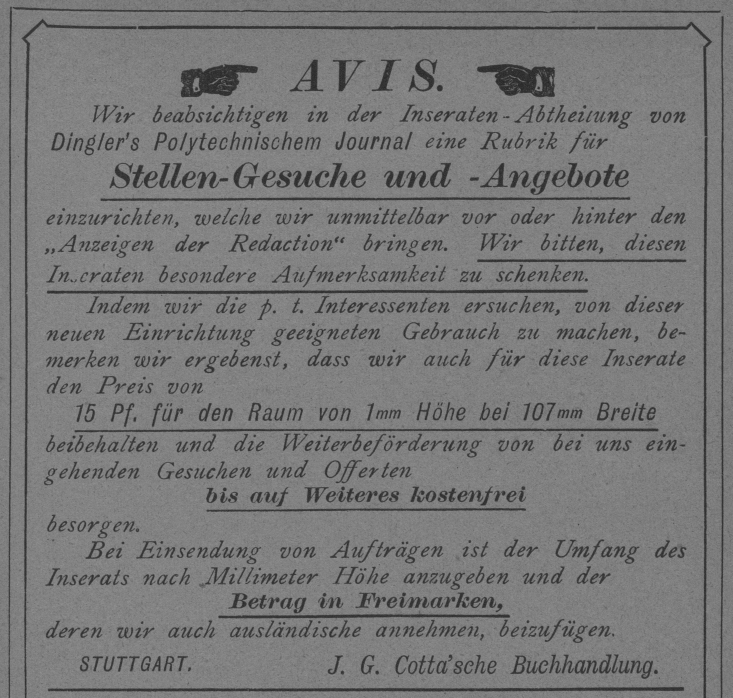 AVIS.
Wir beabsichtigen in der Inseraten-Abtheilung von
Dingler's Polytechnischem Journal eine Rubrik für
Stellen-Gesuche und -Angebote
einzurichten, welche wir unmittelbar vor oder hinter den
„Anzeigen der Redaction“ bringen. Wir bitten, diesen
Inseraten besondere Aufmerksamkeit zu schenken.
Indem wir die p. t. Interessenten ersuchen, von dieser
neuen Einrichtung geeigneten Gebrauch zu machen, be-
merken wir ergebenst, dass wir auch für diese Inserate
den Preis von
15 Pf. für den Raum von 1mm Höhe bei 107mm Breite
beibehalten und die Weiterbeförderung von bei uns ein-
gehenden Gesuchen und Offerten
bis auf Weiteres kostenfrei
besorgen.
Bei Einsendung von Aufträgen ist der Umfang des
Inserats nach Millimeter Höhe anzugeben und der
Betrag in Freimarken,
deren wir auch ausländische annehmen, beizufügen.
STUTTGART. J. G. Cotta'sche Buchhandlung.